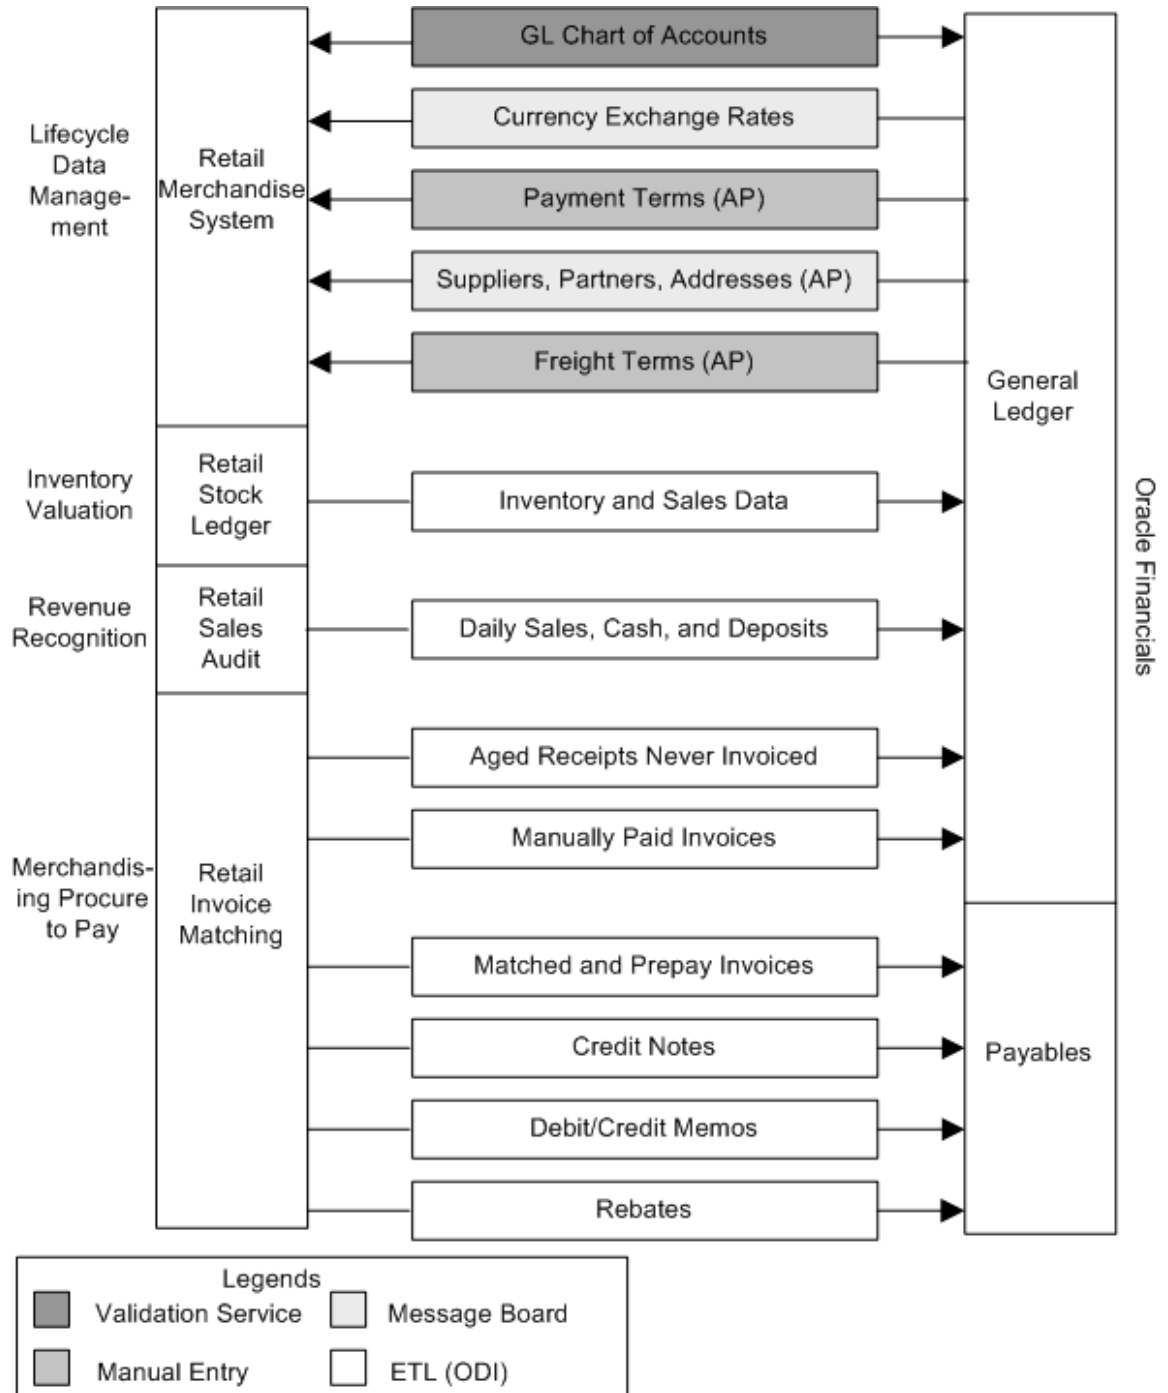 GL Chart of Accounts
Currency Exchange Rates
Payment Terms (AP)
Suppliers, Partners, Addresses (AP)
Freight Terms (AP)
Lifecycle
Data
Manage-
ment
Retail
Merchandise
System
General
Ledger
Inventory
Valuation
Retail
Stock
Ledger
Inventory and Sales Data
Oracle Financials
Revenue
Recognition
Retail
Sales
Audit
Daily Sales, Cash, and Deposits
Aged Receipts Never Invoiced
Manually Paid Invoices
Merchandis-
ing Procure
to Pay
Retail
Invoice
Matching
Matched and Prepay Invoices
Credit Notes
Debit/Credit Memos
Rebates
Payables
Legends
Validation Service
Message Board
Manual Entry
ETL (ODI)